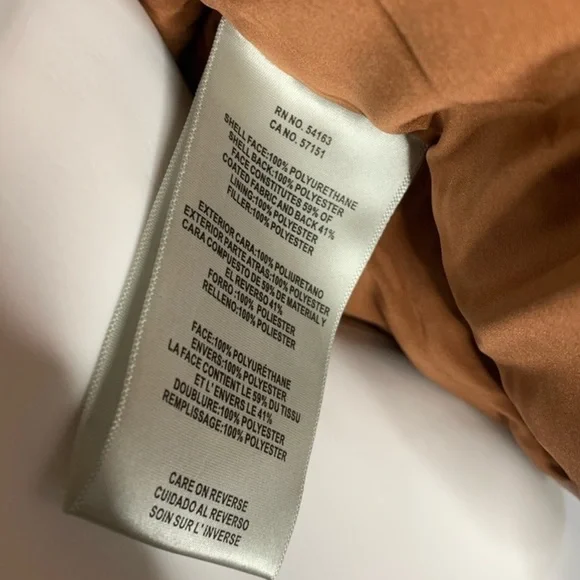 RN NO. 54163
CA NO. 57151
SHELL FACE:100% POLYURETHANE
SHELL BACK:100% POLYESTER
FACE CONSTITUTES 59% OF
COATED FABRIC AND BACK 41%
LINING:100% POLYESTER
FILLER:100% POLYESTER
EXTERIOR CARA:100% POLIURETANO
EXTERIOR PARTE ATRAS:100% POLYESTER
CARA COMPUESTO DE 59% DE MATERIAL Y
EL REVERSO 41%
FORRO:100% POLIESTER
RELLENO:100% POLIESTER
FACE:100% POLYURÉTHANE
ENVERS:100% POLYESTER
LA FACE CONTIENT LE 59% DU TISSU
ET L' ENVERS LE 41%
DOUBLURE:100% POLYESTER
REMPLISSAGE:100% POLYESTER
CARE ON REVERSE
CUIDADO AL REVERSO
SOIN SUR L' INVERSE